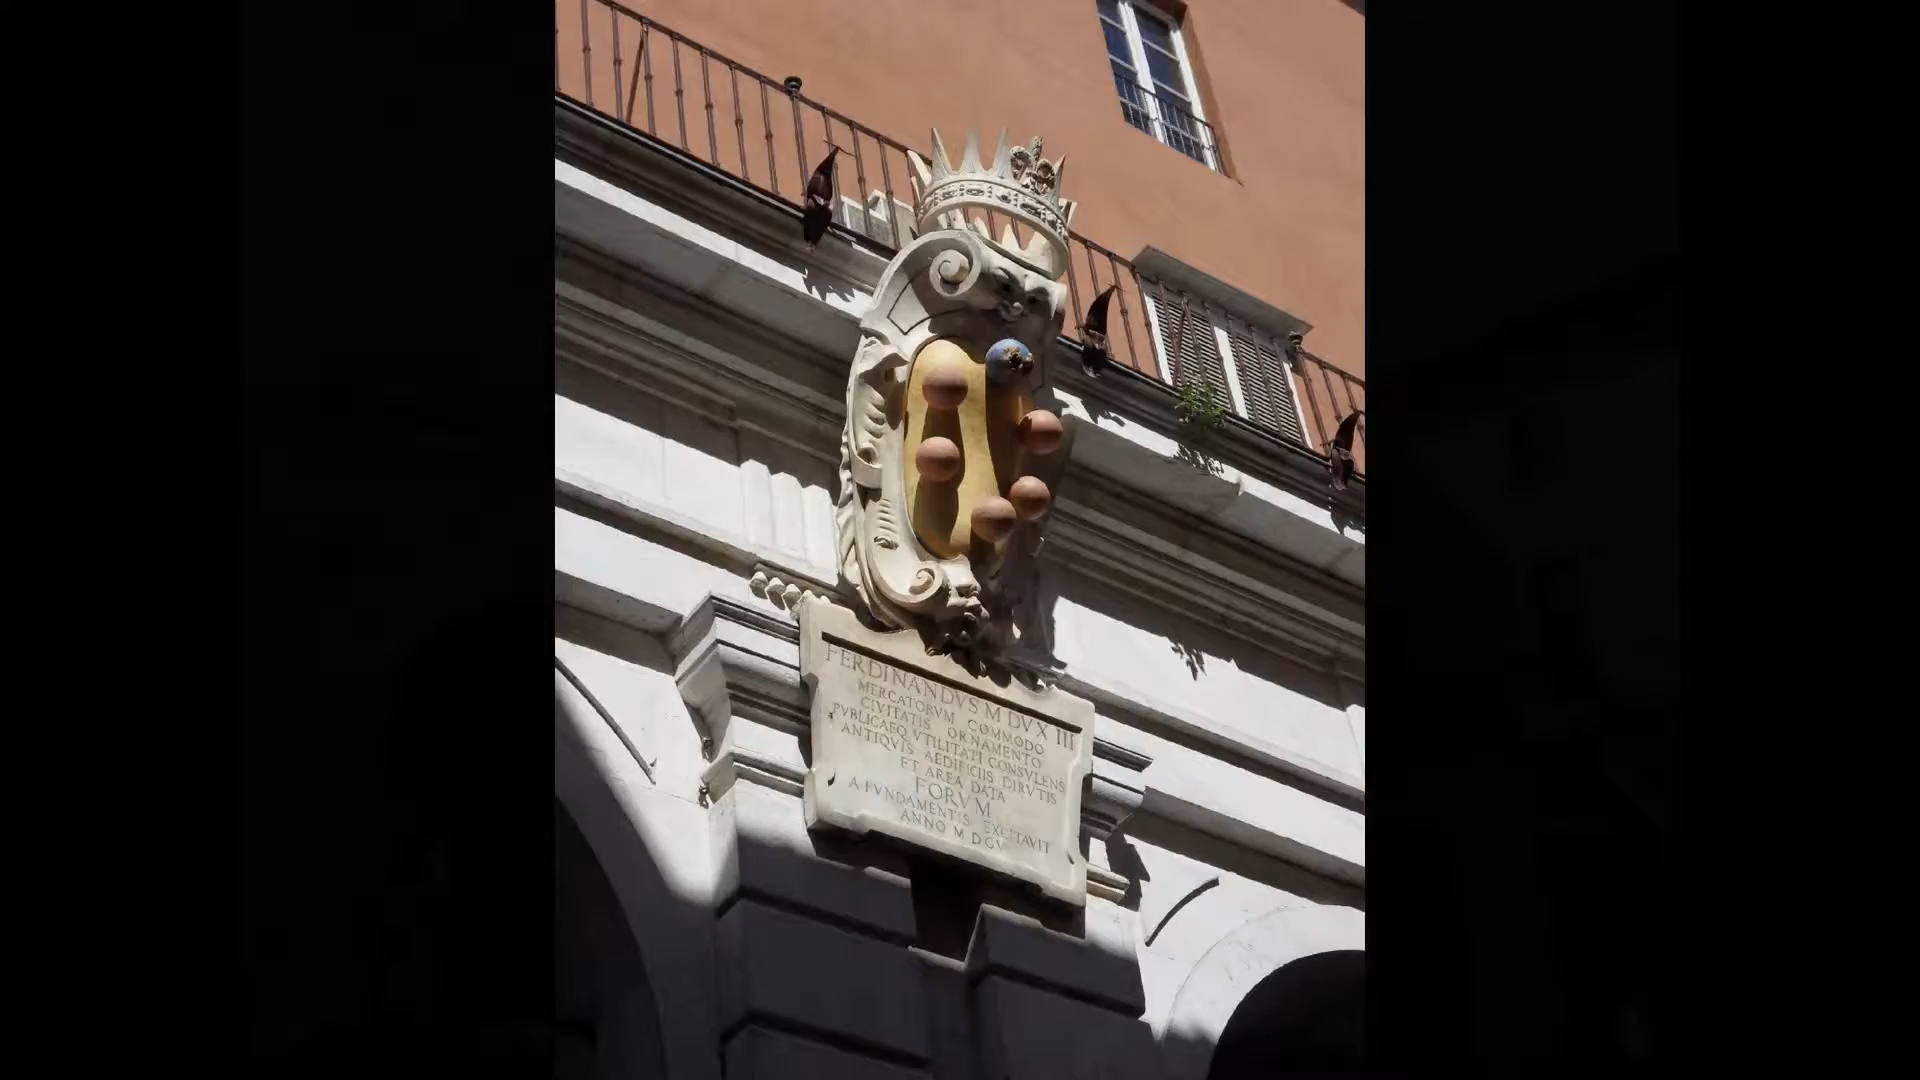 FERDINANDVS M DVX III
MERCATORVM COMMODO
CIVITATIS ORNAMENTO
PVBLICAEQ VTILITATI CONSVLENS
ANTIQVIS AEDIFICIIS DIRVTIS
ET AREA DATA
FORVM
A FVNDAMENTIS EXCITAVIT
ANNO M DCV